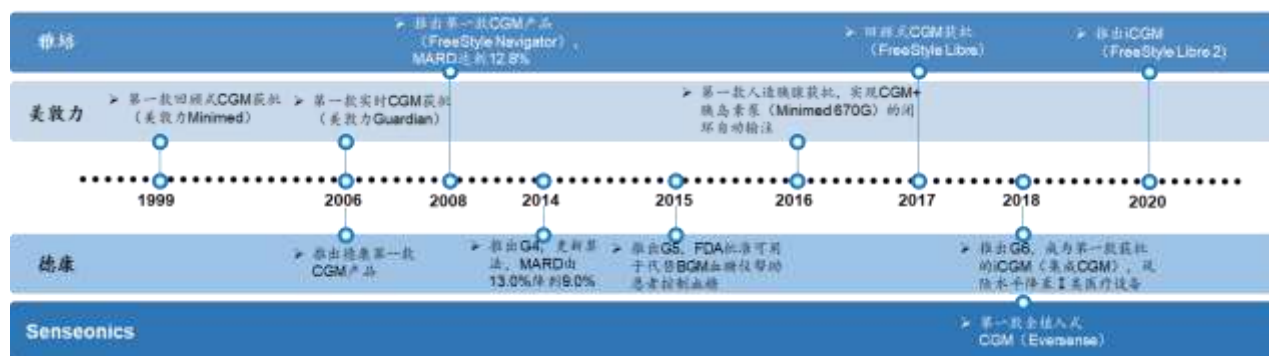 雅培
➢ 推出第一款CGM产品
（FreeStyle Navigator），
MARD达到12.8%
➢ 回顾式CGM获批
（FreeStyle Libre）
➢ 推出iCGM
（FreeStyle Libre 2）
美敦力
➢ 第一款回顾式CGM获批
（美敦力Minimed）
➢ 第一款实时CGM获批
（美敦力Guardian）
➢ 第一款人造胰腺获批，实现CGM+
胰岛素泵（Minimed 670G）的闭
环自动输注
1999
2006
2008
2014
2015
2016
2017
2018
2020
德康
➢ 推出德康第一款
CGM产品
➢ 推出G4，更新算
法，MARD由
13.0%降到9.0%
➢ 推出G5，FDA批准可用
于代替BGM血糖仪帮助
患者控制血糖
➢ 推出G6，成为第一款获批
的iCGM（集成CGM），风
险水平降至Ⅱ类医疗设备
Senseonics
➢ 第一款全植入式
CGM（Eversense）